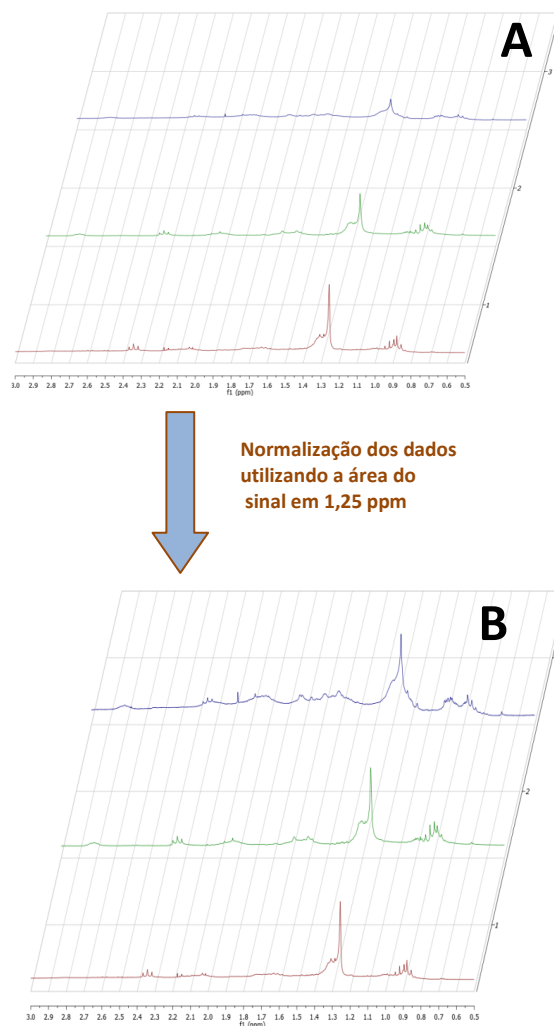 A
3
2
1
3.0 2.9 2.8 2.7 2.6 2.5 2.4 2.3 2.2 2.1 2.0 1.9 1.8 1.7 1.6 1.5 1.4 1.3 1.2 1.1 1.0 0.9 0.8 0.7 0.6 0.5
f1 (ppm)
Normalização dos dados
utilizando a área do
sinal em 1,25 ppm
B
2
1
3.0 2.9 2.8 2.7 2.6 2.5 2.4 2.3 2.2 2.1 2.0 1.9 1.8 1.7 1.6 1.5 1.4 1.3 1.2 1.1 1.0 0.9 0.8 0.7 0.6 0.5
f1 (ppm)